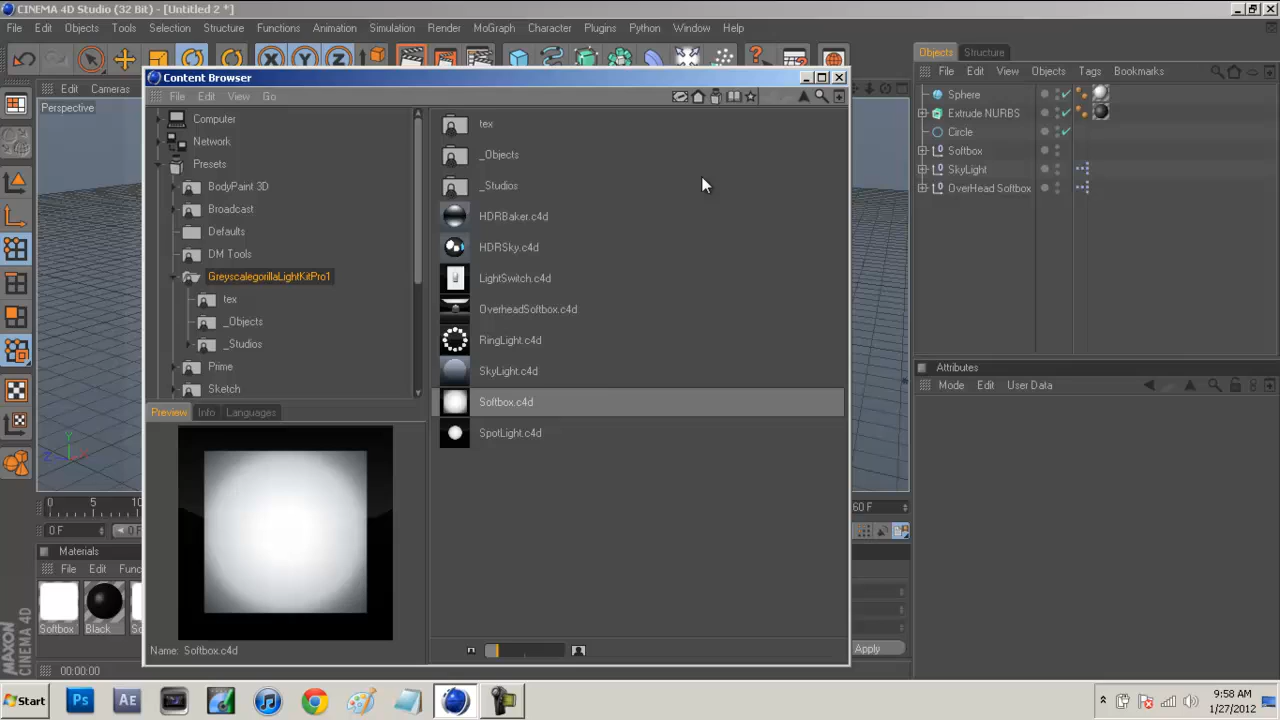 CINEMA 4D Studio (32 Bit) - [Untitled 2 *]
File Edit Objects Tools Selection Structure Functions Animation Simulation Render MoGraph Character Plugins Python Window Help
X Y Z
Objects Structure
File Edit View Objects Tags Bookmarks
Edit Cameras
Perspective
Content Browser
File Edit View Go
Computer
Network
Presets
BodyPaint 3D
Broadcast
Defaults
DM Tools
GreyscalegorillaLightKitPro1
tex
_Objects
_Studios
Prime
Sketch
tex
_Objects
_Studios
HDRBaker.c4d
HDRSky.c4d
LightSwitch.c4d
OverheadSoftbox.c4d
RingLight.c4d
SkyLight.c4d
Softbox.c4d
SpotLight.c4d
Preview Info Languages
Name: Softbox.c4d
Sphere
Extrude NURBS
Circle
Softbox
SkyLight
OverHead Softbox
Attributes
Mode Edit User Data
Y
Z
0 5 10
60 F
0 F
Materials
File Edit Func
Softbox Black
Apply
MAXON
CINEMA 4D
00:00:00
Start
Ps
Ae
9:58 AM
1/27/2012